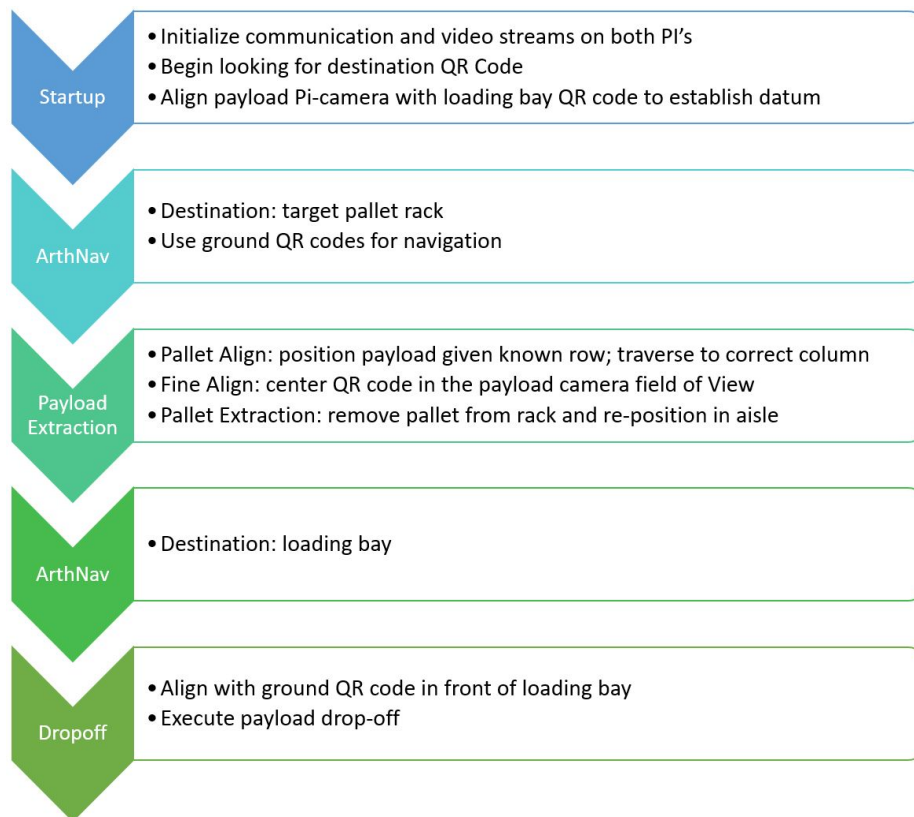 Startup
• Initialize communication and video streams on both PI's
• Begin looking for destination QR Code
• Align payload Pi-camera with loading bay QR code to establish datum
ArthNav
• Destination: target pallet rack
• Use ground QR codes for navigation
Payload
Extraction
• Pallet Align: position payload given known row; traverse to correct column
• Fine Align: center QR code in the payload camera field of View
• Pallet Extraction: remove pallet from rack and re-position in aisle
ArthNav
• Destination: loading bay
Dropoff
• Align with ground QR code in front of loading bay
• Execute payload drop-off